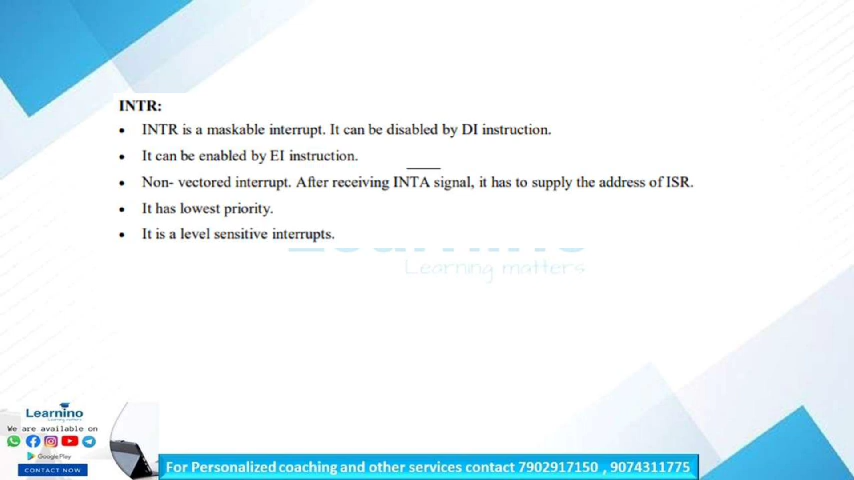 INTR:
• INTR is a maskable interrupt. It can be disabled by DI instruction.
• It can be enabled by EI instruction.
• Non- vectored interrupt. After receiving INTA signal, it has to supply the address of ISR.
• It has lowest priority.
• It is a level sensitive interrupts.
Learning matters
Learnino
Learning matters
We are available on
Google Play
CONTACT NOW
For Personalized coaching and other services contact 7902917150 , 9074311775